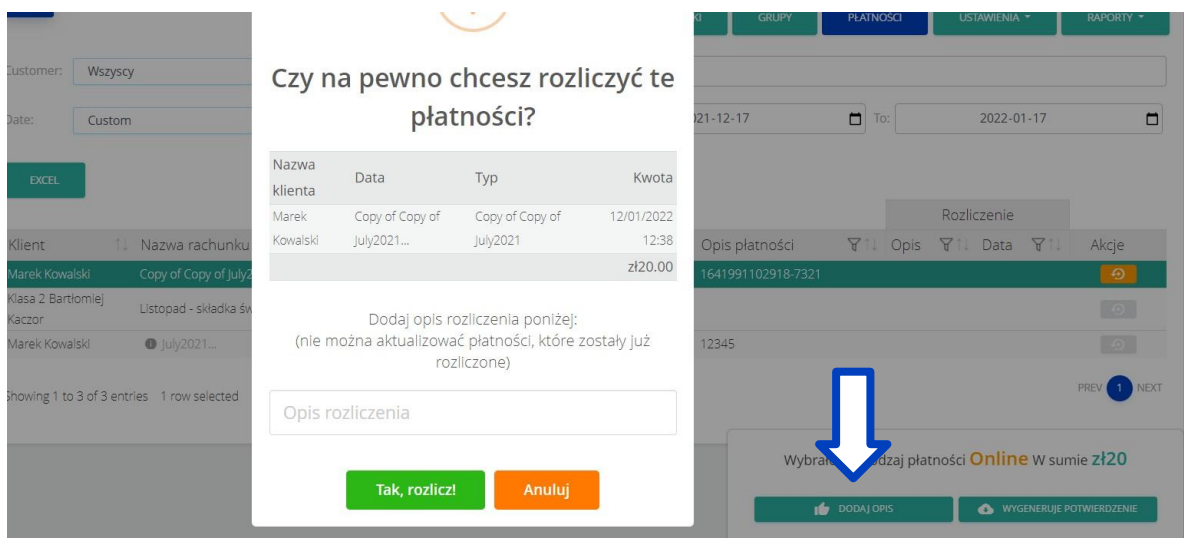 KI GRUPY PŁATNOŚCI USTAWIENIA RAPORTY
Customer: Wszyscy
Date: Custom 021-12-17 To: 2022-01-17
EXCEL
Czy na pewno chcesz rozliczyć te
płatności?
Nazwa
klienta Data Typ Kwota
Marek Copy of Copy of Copy of Copy of 12/01/2022
Kowalski July2021... July2021 12:38
zł20.00
Dodaj opis rozliczenia poniżej:
(nie można aktualizować płatności, które zostały już
rozliczone)
Opis rozliczenia
Tak, rozlicz! Anuluj
Rozliczenie
Klient Nazwa rachunku Opis płatności Opis Data Akcje
Marek Kowalski Copy of Copy of July2 1641991102918-7321
Klasa 2 Bartłomiej
Kaczor Listopad - składka św
Marek Kowalski July2021... 12345
Showing 1 to 3 of 3 entries 1 row selected
PREV 1 NEXT
Wybrał dzaj płatności Online W sumie zł20
DODAJ OPIS WYGENERUJE POTWIERDZENIE